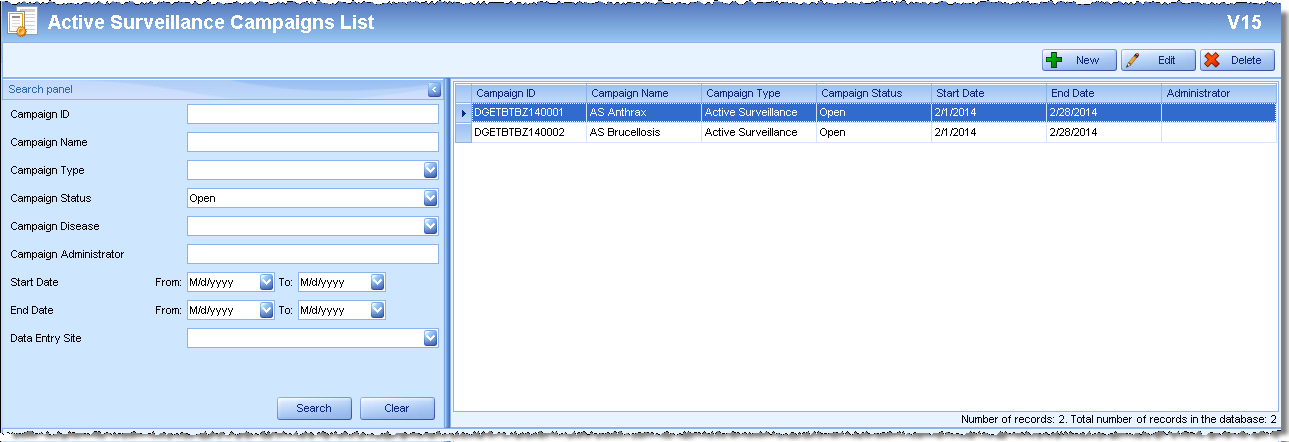 Active Surveillance Campaigns List V15
New Edit Delete
Search panel
Campaign ID
Campaign Name
Campaign Type
Campaign Status Open
Campaign Disease
Campaign Administrator
Start Date From: M/d/yyyy To: M/d/yyyy
End Date From: M/d/yyyy To: M/d/yyyy
Data Entry Site
Search Clear
Campaign ID Campaign Name Campaign Type Campaign Status Start Date End Date Administrator
DGETBTBZ140001 AS Anthrax Active Surveillance Open 2/1/2014 2/28/2014
DGETBTBZ140002 AS Brucellosis Active Surveillance Open 2/1/2014 2/28/2014
Number of records: 2. Total number of records in the database: 2